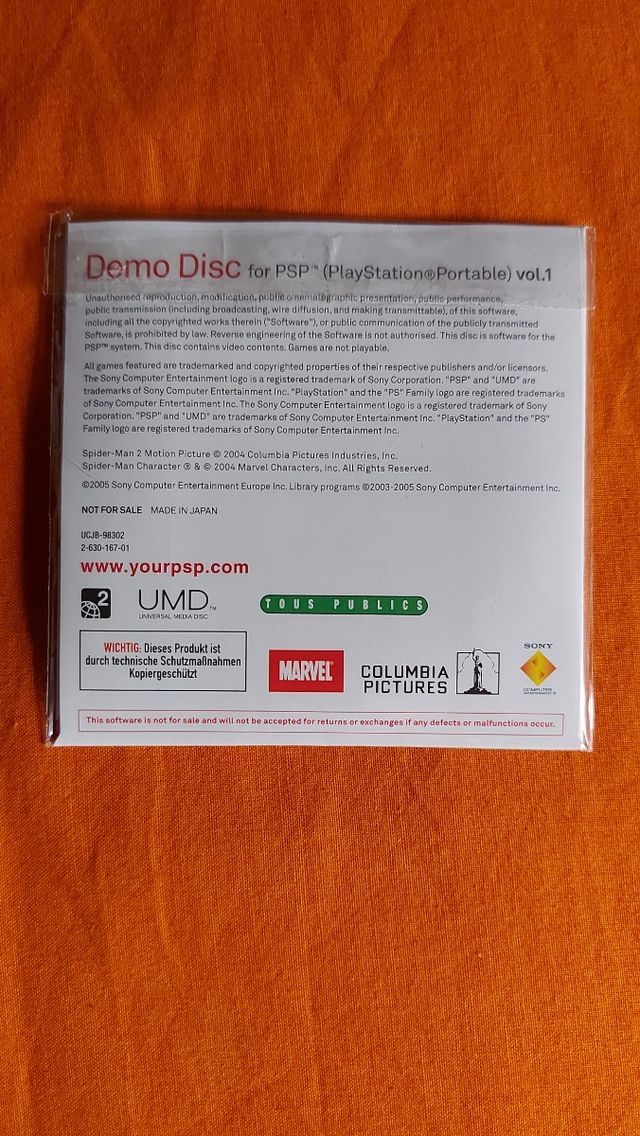 Demo Disc for PSP™ (PlayStation®Portable) vol.1
Unauthorised reproduction, modification, public cinematographic presentation, public performance,
public transmission (including broadcasting, wire diffusion, and making transmittable), of this software,
including all the copyrighted works therein ("Software"), or public communication of the publicly transmitted
Software, is prohibited by law. Reverse engineering of the Software is not authorised. This disc is software for the
PSP™ system. This disc contains video contents. Games are not playable.
All games featured are trademarked and copyrighted properties of their respective publishers and/or licensors.
The Sony Computer Entertainment logo is a registered trademark of Sony Corporation. "PSP" and "UMD" are
trademarks of Sony Computer Entertainment Inc. "PlayStation" and the "PS" Family logo are registered trademarks
of Sony Computer Entertainment Inc. The Sony Computer Entertainment logo is a registered trademark of Sony
Corporation. "PSP" and "UMD" are trademarks of Sony Computer Entertainment Inc. "PlayStation" and the "PS"
Family logo are registered trademarks of Sony Computer Entertainment Inc.
Spider-Man 2 Motion Picture © 2004 Columbia Pictures Industries, Inc.
Spider-Man Character ® & © 2004 Marvel Characters, Inc. All Rights Reserved.
©2005 Sony Computer Entertainment Europe Inc. Library programs ©2003-2005 Sony Computer Entertainment Inc.
NOT FOR SALE MADE IN JAPAN
UCJB-98302
2-630-167-01
www.yourpsp.com
2
UMD™
UNIVERSAL MEDIA DISC
TOUS PUBLICS
WICHTIG: Dieses Produkt ist
durch technische Schutzmaßnahmen
Kopiergeschützt
MARVEL
COLUMBIA
PICTURES
SONY
COMPUTER
ENTERTAINMENT®
This software is not for sale and will not be accepted for returns or exchanges if any defects or malfunctions occur.